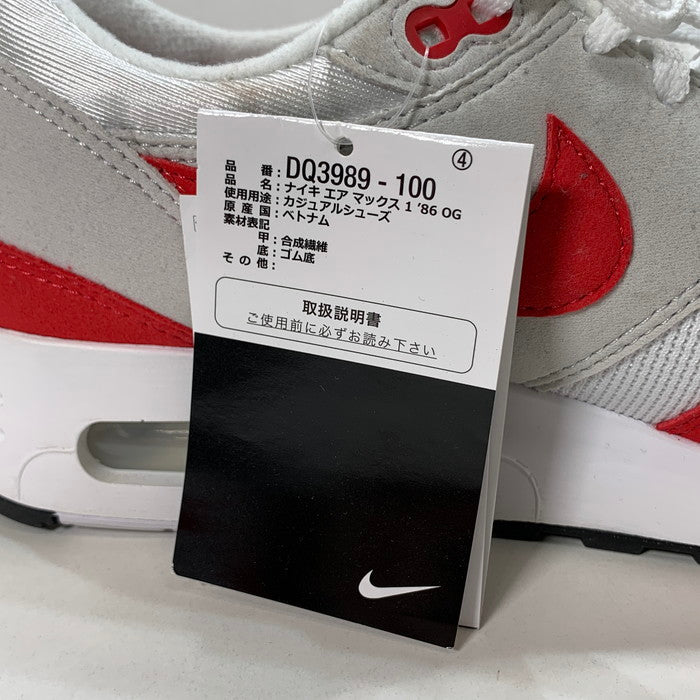 ④
品番：DQ3989 - 100
品名：ナイキ エア マックス 1 '86 OG
使用用途：カジュアルシューズ
原産国：ベトナム
素材表記
甲：合成繊維
底：ゴム底
その他：
取扱説明書
ご使用前に必ずお読み下さい